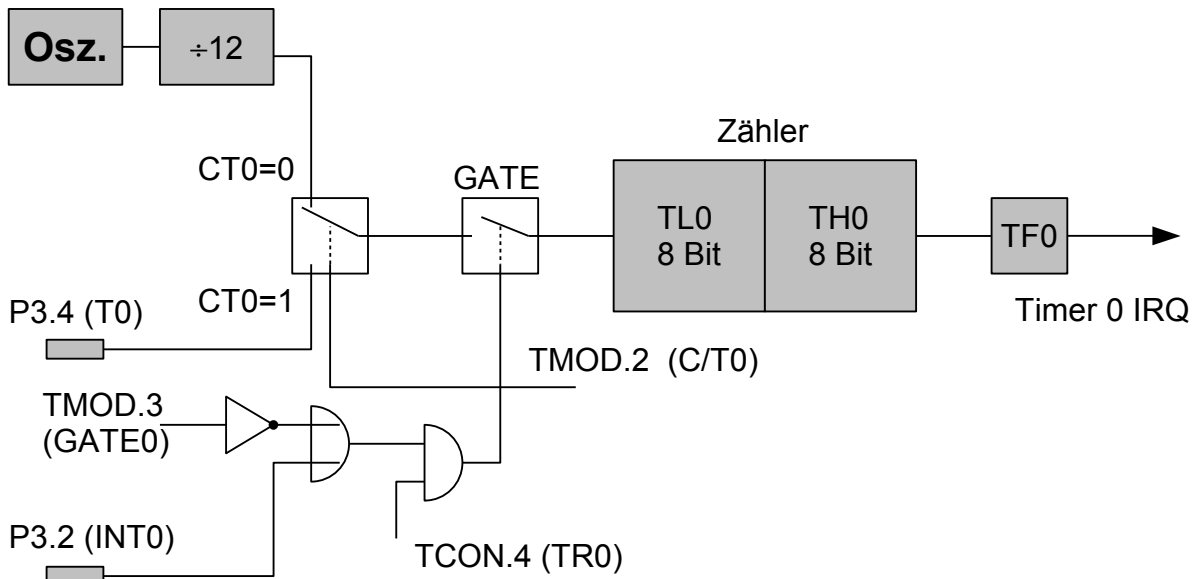 Osz.
÷12
Zähler
CT0=0
GATE
TL0
8 Bit
TH0
8 Bit
TF0
CT0=1
P3.4 (T0)
Timer 0 IRQ
TMOD.2 (C/T0)
TMOD.3
(GATE0)
P3.2 (INT0)
TCON.4 (TR0)